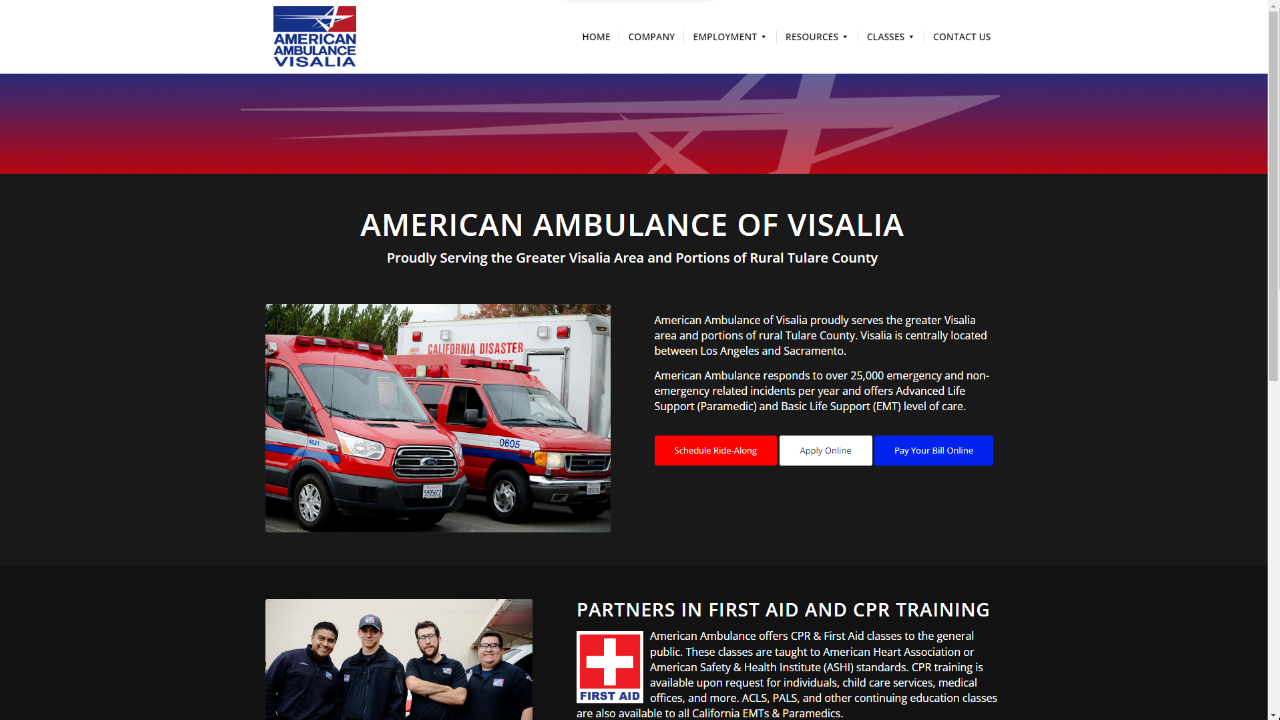 AMERICAN
AMBULANCE
VISALIA
HOME
COMPANY
EMPLOYMENT
RESOURCES
CLASSES
CONTACT US
AMERICAN AMBULANCE OF VISALIA
Proudly Serving the Greater Visalia Area and Portions of Rural Tulare County
CALIFORNIA DISASTER
1021
0605
American Ambulance of Visalia proudly serves the greater Visalia
area and portions of rural Tulare County. Visalia is centrally located
between Los Angeles and Sacramento.
American Ambulance responds to over 25,000 emergency and non-
emergency related incidents per year and offers Advanced Life
Support (Paramedic) and Basic Life Support (EMT) level of care.
Schedule Ride-Along
Apply Online
Pay Your Bill Online
PARTNERS IN FIRST AID AND CPR TRAINING
FIRST AID
American Ambulance offers CPR & First Aid classes to the general
public. These classes are taught to American Heart Association or
American Safety & Health Institute (ASHI) standards. CPR training is
available upon request for individuals, child care services, medical
offices, and more. ACLS, PALS, and other continuing education classes
are also available to all California EMTs & Paramedics.